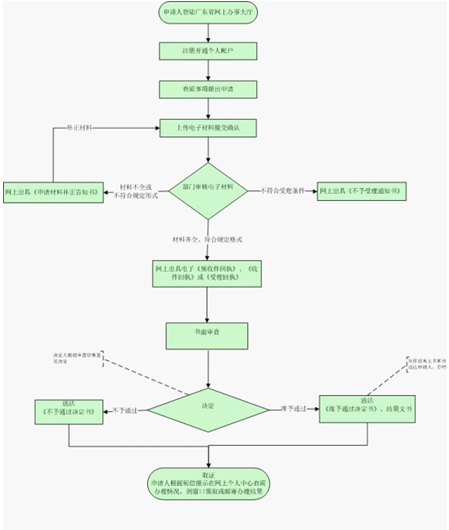 申请人登陆广东省网上办事大厅
注册开通个人账户
查阅事项提出申请
上传电子材料提交确认
补正材料
部门审核电子材料
材料不全或
不符合规定形式
不符合受理条件
网上出具《申请材料补正告知书》
网上出具《不予受理通知书》
材料齐全，符合规定格式
网上出具电子《预收件回执》、《收
件回执》或《受理回执》
书面审查
决定
不予通过
准予通过
送达
《不予通过决定书》
送达
《准予通过决定书》、结果文书
取证
申请人根据短信提示在网上个人中心查阅
办理情况，到窗口领取或邮寄办理结果